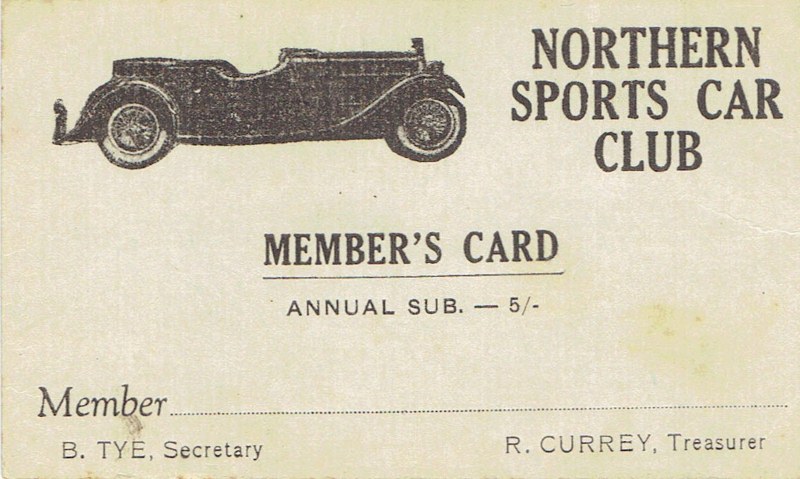 NORTHERN
SPORTS CAR
CLUB
MEMBER'S CARD
ANNUAL SUB. — 5/-
Member
B. TYE, Secretary
R. CURREY, Treasurer